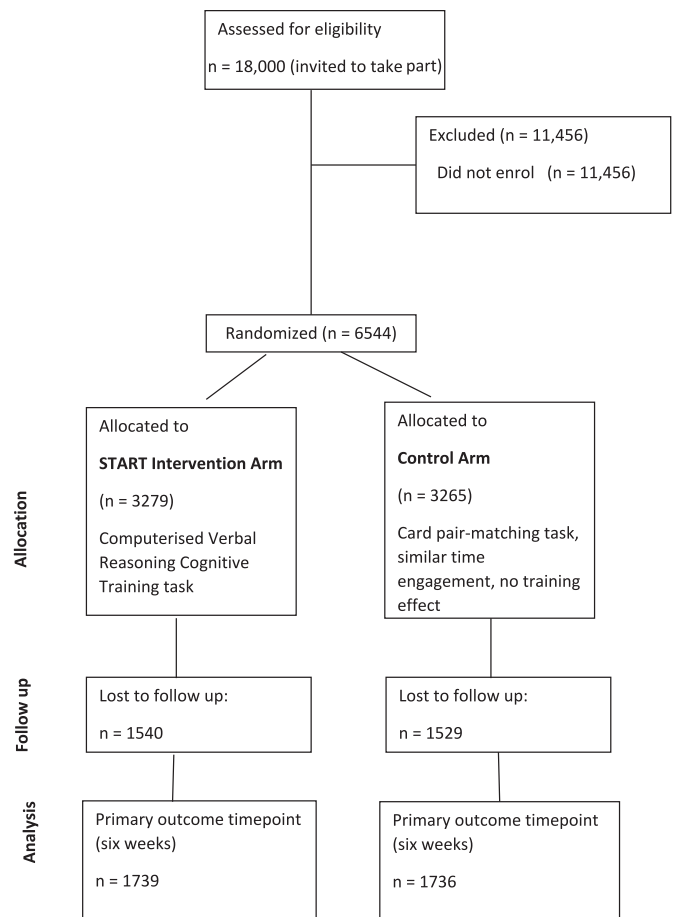 Assessed for eligibility
n = 18,000 (invited to take part)
Excluded (n = 11,456)
Did not enrol (n = 11,456)
Randomized (n = 6544)
Allocation
Allocated to
START Intervention Arm
(n = 3279)
Computerised Verbal
Reasoning Cognitive
Training task
Allocated to
Control Arm
(n = 3265)
Card pair-matching task,
similar time
engagement, no training
effect
Follow up
Lost to follow up:
n = 1540
Lost to follow up:
n = 1529
Analysis
Primary outcome timepoint
(six weeks)
n = 1739
Primary outcome timepoint
(six weeks)
n = 1736